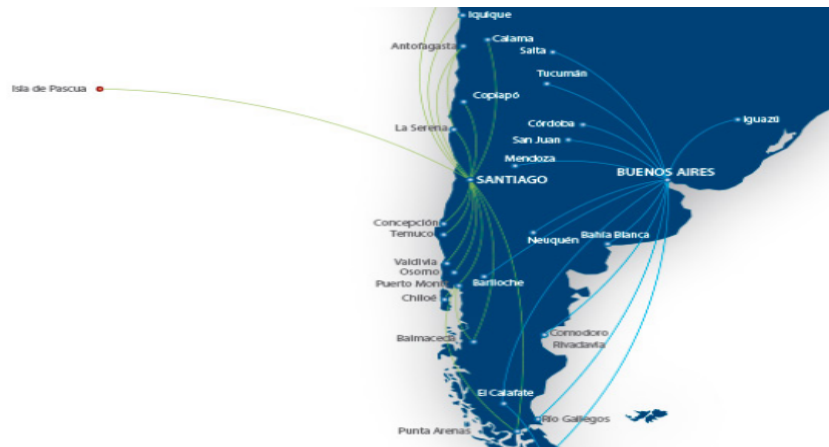 Iquique
Calama
Antofagasta
Salta
Tucumán
Isla de Pascua
Copiapó
Iguazú
La Serena
Córdoba
San Juan
Mendoza
SANTIAGO
BUENOS AIRES
Concepción
Temuco
Neuquén
Bahía Blanca
Valdivia
Osorno
Puerto Montt
Bariloche
Chiloé
Balmaceda
Comodoro
Rivadavia
El Calafate
Río Gallegos
Punta Arenas